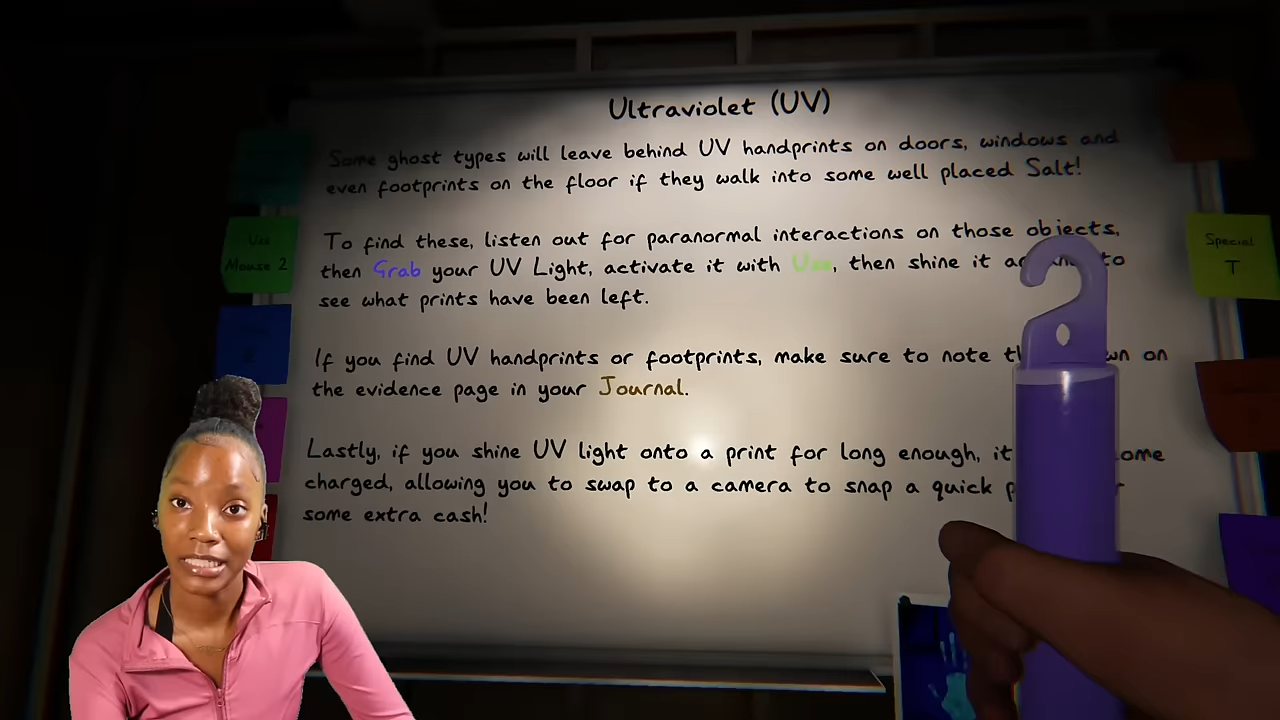 Ultraviolet (UV)
Some ghost types will leave behind UV handprints on doors, windows and
even footprints on the floor if they walk into some well placed Salt!
To find these, listen out for paranormal interactions on those objects,
then Grab your UV Light, activate it with Use, then shine it to
see what prints have been left.
If you find UV handprints or footprints, make sure to note on
the evidence page in your Journal.
Lastly, if you shine UV light onto a print for long enough, it
charged, allowing you to swap to a camera to snap a quick
some extra cash!
Use
Mouse 2
Special
T